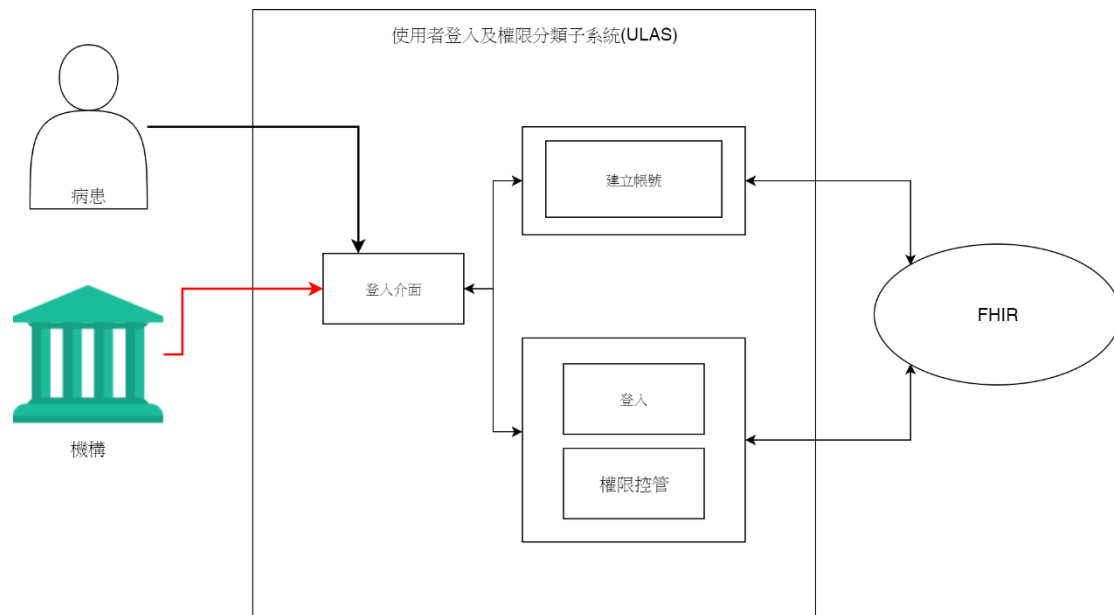 使用者登入及權限分類子系統(ULAS)
病患
建立帳號
登入介面
FHIR
登入
機構
權限控管